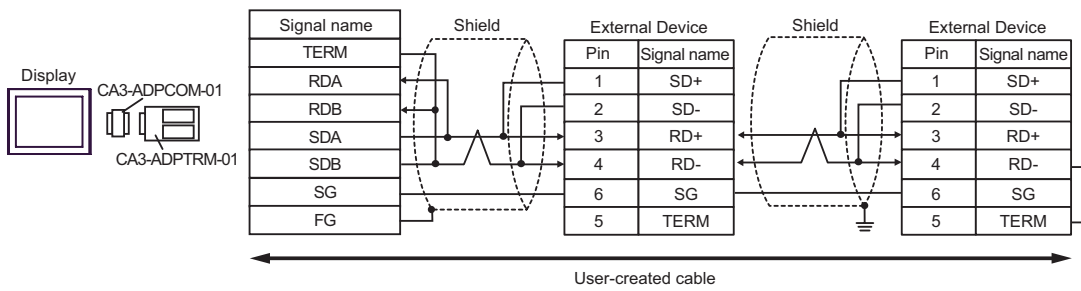 Display
CA3-ADPCOM-01
CA3-ADPTRM-01
Signal name
TERM
RDA
RDB
SDA
SDB
SG
FG
Shield
External Device
Pin Signal name
1 SD+
2 SD-
3 RD+
4 RD-
6 SG
5 TERM
Shield
External Device
Pin Signal name
1 SD+
2 SD-
3 RD+
4 RD-
6 SG
5 TERM
User-created cable